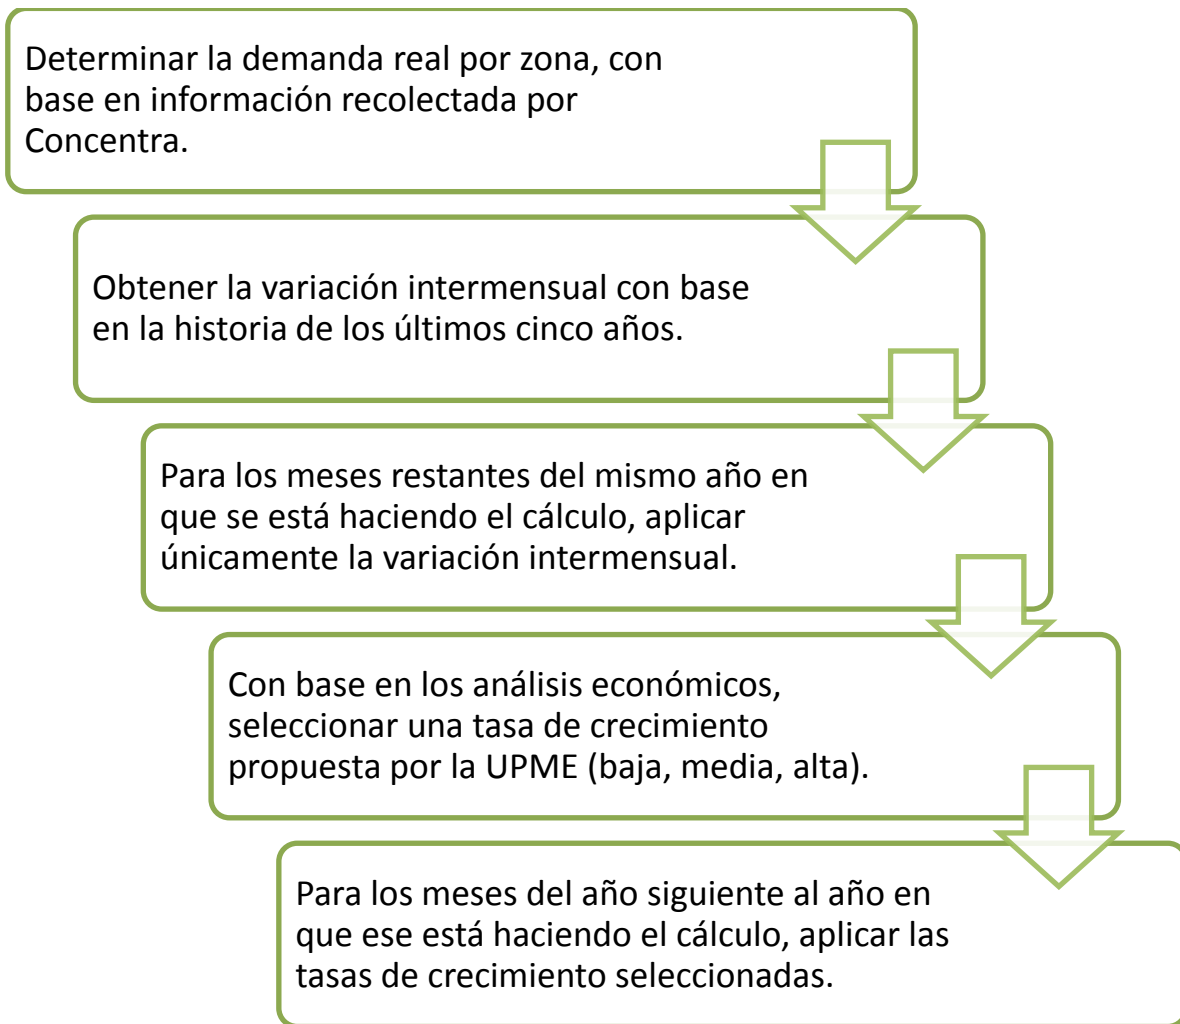 Determinar la demanda real por zona, con
base en información recolectada por
Concentra.
Obtener la variación intermensual con base
en la historia de los últimos cinco años.
Para los meses restantes del mismo año en
que se está haciendo el cálculo, aplicar
únicamente la variación intermensual.
Con base en los análisis económicos,
seleccionar una tasa de crecimiento
propuesta por la UPME (baja, media, alta).
Para los meses del año siguiente al año en
que ese está haciendo el cálculo, aplicar las
tasas de crecimiento seleccionadas.